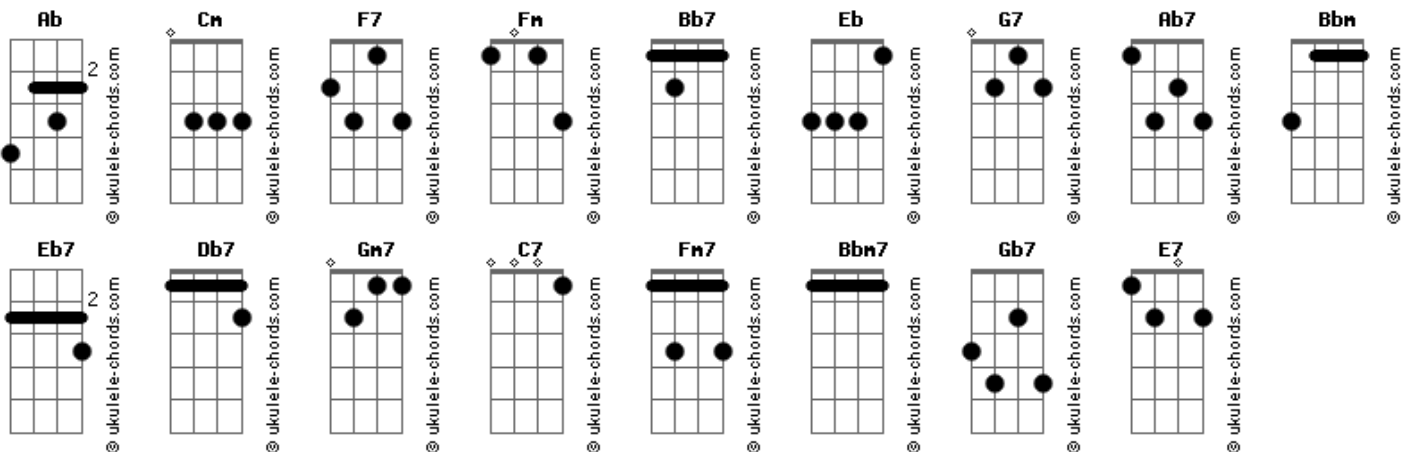 Ab Cm F7 Fm Bb7 Eb G7 Ab7 Bbm
2
© ukulele-chords.com © ukulele-chords.com © ukulele-chords.com © ukulele-chords.com © ukulele-chords.com © ukulele-chords.com © ukulele-chords.com © ukulele-chords.com © ukulele-chords.com
Eb7 Db7 Gm7 C7 Fm7 Bbm7 Gb7 E7
2
© ukulele-chords.com © ukulele-chords.com © ukulele-chords.com © ukulele-chords.com © ukulele-chords.com © ukulele-chords.com © ukulele-chords.com © ukulele-chords.com